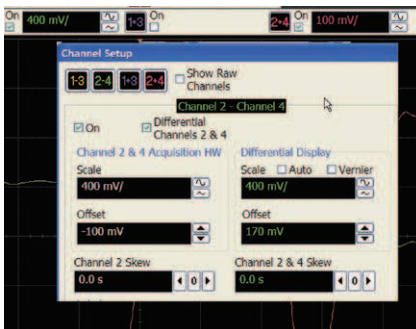 On 400 mV/ 1+3 On 2+4 On 100 mV/
Channel Setup
1-3 2-4 1+3 2+4 Show Raw Channels
Channel 2 - Channel 4
On Differential Channels 2 & 4
Channel 2 & 4 Acquisition HW Differential Display
Scale Scale Auto Vernier
400 mV/ 400 mV/
Offset Offset
-100 mV 170 mV
Channel 2 Skew Channel 2 & 4 Skew
0.0 s 0 0.0 s 0